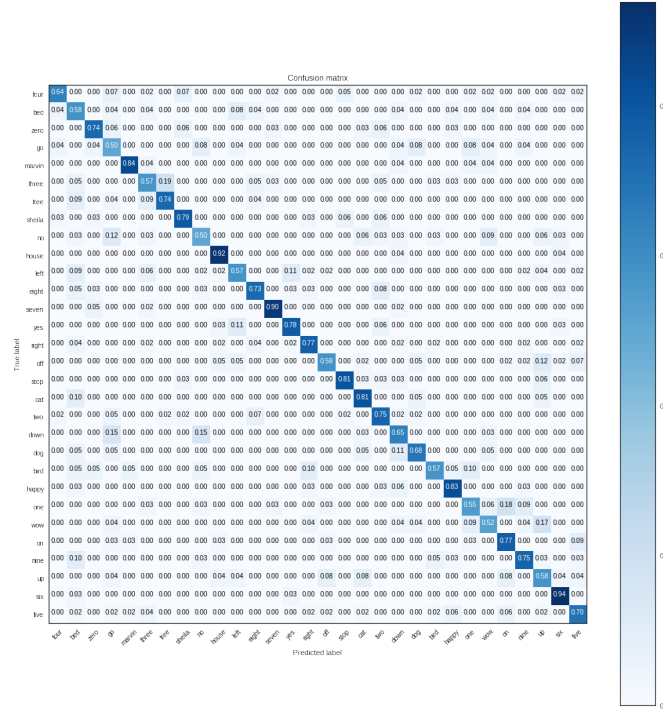 Confusion matrix
four 0.64 0.00 0.00 0.07 0.00 0.02 0.00 0.07 0.00 0.00 0.00 0.00 0.02 0.00 0.00 0.00 0.05 0.00 0.00 0.02 0.00 0.02 0.00 0.02 0.00 0.02 0.00 0.00 0.02 0.02
bed 0.04 0.58 0.00 0.04 0.04 0.04 0.00 0.00 0.00 0.00 0.08 0.04 0.00 0.00 0.00 0.00 0.00 0.00 0.00 0.04 0.00 0.00 0.04 0.00 0.04 0.04 0.00 0.04 0.00 0.00
zero 0.00 0.00 0.74 0.06 0.00 0.00 0.00 0.06 0.00 0.00 0.00 0.00 0.03 0.00 0.00 0.00 0.00 0.03 0.06 0.00 0.00 0.00 0.03 0.00 0.00 0.00 0.00 0.00 0.00 0.00
go 0.04 0.00 0.04 0.50 0.00 0.00 0.00 0.00 0.08 0.00 0.04 0.00 0.00 0.00 0.04 0.00 0.00 0.00 0.00 0.04 0.08 0.00 0.00 0.08 0.04 0.00 0.04 0.00 0.00 0.00
marvin 0.00 0.00 0.00 0.00 0.84 0.04 0.00 0.00 0.00 0.00 0.00 0.00 0.00 0.00 0.00 0.00 0.00 0.00 0.00 0.04 0.04 0.00 0.00 0.04 0.04 0.00 0.00 0.00 0.00 0.00
three 0.00 0.05 0.00 0.00 0.00 0.57 0.19 0.00 0.00 0.00 0.00 0.05 0.03 0.00 0.00 0.00 0.00 0.00 0.05 0.00 0.00 0.03 0.03 0.00 0.00 0.00 0.00 0.00 0.00 0.00
tree 0.00 0.09 0.00 0.04 0.00 0.09 0.74 0.00 0.00 0.00 0.00 0.04 0.00 0.00 0.00 0.00 0.00 0.00 0.00 0.00 0.00 0.00 0.00 0.00 0.00 0.00 0.00 0.00 0.00 0.00
sheila 0.03 0.00 0.03 0.00 0.00 0.00 0.00 0.79 0.00 0.00 0.00 0.00 0.00 0.00 0.03 0.00 0.06 0.00 0.06 0.00 0.00 0.00 0.00 0.00 0.00 0.00 0.00 0.00 0.00 0.00
no 0.00 0.03 0.00 0.12 0.00 0.03 0.00 0.00 0.50 0.00 0.00 0.00 0.00 0.00 0.00 0.00 0.00 0.06 0.03 0.03 0.00 0.03 0.00 0.00 0.09 0.00 0.00 0.06 0.03 0.00
house 0.00 0.00 0.00 0.00 0.00 0.00 0.00 0.00 0.00 0.92 0.00 0.00 0.00 0.00 0.00 0.00 0.00 0.00 0.00 0.04 0.00 0.00 0.00 0.00 0.00 0.00 0.00 0.00 0.04 0.00
left 0.00 0.09 0.00 0.00 0.00 0.06 0.00 0.00 0.02 0.02 0.57 0.00 0.00 0.11 0.02 0.02 0.00 0.00 0.02 0.00 0.00 0.00 0.00 0.00 0.00 0.00 0.02 0.04 0.00 0.02
eight 0.00 0.05 0.03 0.00 0.00 0.00 0.00 0.00 0.03 0.00 0.00 0.73 0.00 0.03 0.03 0.00 0.00 0.00 0.08 0.00 0.00 0.00 0.00 0.00 0.00 0.00 0.00 0.00 0.03 0.00
seven 0.00 0.00 0.05 0.00 0.00 0.02 0.00 0.00 0.00 0.00 0.00 0.00 0.90 0.00 0.00 0.00 0.00 0.00 0.00 0.02 0.00 0.00 0.00 0.00 0.00 0.00 0.00 0.00 0.00 0.00
yes 0.00 0.00 0.00 0.00 0.00 0.00 0.00 0.00 0.00 0.03 0.11 0.00 0.00 0.78 0.00 0.00 0.00 0.00 0.06 0.00 0.00 0.00 0.00 0.00 0.00 0.00 0.00 0.00 0.03 0.00
right 0.00 0.04 0.00 0.00 0.02 0.00 0.00 0.00 0.00 0.02 0.00 0.04 0.00 0.02 0.77 0.00 0.00 0.00 0.00 0.02 0.00 0.00 0.00 0.00 0.02 0.00 0.00 0.02 0.00 0.02
off 0.00 0.00 0.00 0.00 0.00 0.00 0.00 0.00 0.00 0.05 0.05 0.00 0.00 0.00 0.00 0.58 0.00 0.02 0.00 0.00 0.05 0.00 0.00 0.00 0.00 0.02 0.02 0.12 0.02 0.07
stop 0.00 0.00 0.00 0.00 0.00 0.00 0.00 0.03 0.00 0.00 0.00 0.00 0.00 0.00 0.00 0.00 0.81 0.03 0.03 0.03 0.00 0.00 0.00 0.00 0.00 0.00 0.00 0.06 0.00 0.00
cat 0.00 0.10 0.00 0.00 0.00 0.00 0.00 0.00 0.00 0.00 0.00 0.00 0.00 0.00 0.00 0.00 0.00 0.81 0.00 0.00 0.05 0.00 0.00 0.00 0.00 0.00 0.00 0.05 0.00 0.00
two 0.02 0.00 0.00 0.05 0.00 0.02 0.02 0.02 0.00 0.00 0.00 0.07 0.00 0.00 0.00 0.00 0.02 0.00 0.75 0.02 0.02 0.00 0.00 0.00 0.00 0.00 0.00 0.00 0.00 0.00
down 0.00 0.00 0.00 0.15 0.00 0.00 0.00 0.00 0.15 0.00 0.00 0.00 0.00 0.00 0.00 0.00 0.00 0.00 0.00 0.65 0.00 0.00 0.00 0.00 0.03 0.00 0.00 0.00 0.00 0.00
dog 0.00 0.05 0.00 0.05 0.00 0.00 0.00 0.00 0.00 0.00 0.00 0.00 0.00 0.00 0.00 0.00 0.00 0.05 0.00 0.11 0.68 0.00 0.00 0.00 0.05 0.00 0.00 0.00 0.00 0.00
bird 0.00 0.05 0.05 0.00 0.05 0.00 0.00 0.00 0.05 0.00 0.00 0.00 0.00 0.00 0.10 0.00 0.00 0.00 0.00 0.00 0.00 0.57 0.05 0.10 0.00 0.00 0.00 0.00 0.00 0.00
happy 0.00 0.03 0.00 0.00 0.00 0.00 0.00 0.00 0.00 0.00 0.00 0.00 0.00 0.00 0.03 0.00 0.00 0.00 0.03 0.06 0.00 0.00 0.83 0.00 0.00 0.00 0.03 0.00 0.00 0.00
one 0.00 0.00 0.00 0.00 0.00 0.03 0.00 0.00 0.03 0.00 0.00 0.00 0.03 0.00 0.00 0.03 0.00 0.00 0.00 0.00 0.00 0.00 0.00 0.55 0.06 0.18 0.09 0.00 0.00 0.00
wow 0.00 0.00 0.00 0.04 0.00 0.00 0.00 0.00 0.04 0.00 0.00 0.00 0.00 0.00 0.04 0.00 0.00 0.00 0.00 0.04 0.04 0.00 0.00 0.09 0.52 0.00 0.04 0.17 0.00 0.00
on 0.00 0.00 0.00 0.03 0.03 0.00 0.00 0.00 0.03 0.00 0.00 0.00 0.00 0.00 0.00 0.03 0.00 0.00 0.00 0.00 0.00 0.00 0.00 0.03 0.00 0.77 0.00 0.00 0.00 0.09
nine 0.00 0.10 0.00 0.00 0.00 0.00 0.00 0.00 0.03 0.00 0.00 0.00 0.00 0.00 0.00 0.00 0.00 0.00 0.00 0.00 0.00 0.05 0.03 0.00 0.00 0.00 0.75 0.03 0.00 0.03
up 0.00 0.00 0.00 0.04 0.00 0.00 0.00 0.00 0.00 0.04 0.04 0.00 0.00 0.00 0.00 0.08 0.00 0.08 0.00 0.00 0.00 0.00 0.00 0.00 0.00 0.08 0.00 0.58 0.04 0.04
six 0.00 0.03 0.00 0.00 0.00 0.00 0.00 0.00 0.00 0.00 0.00 0.00 0.00 0.03 0.00 0.00 0.00 0.00 0.00 0.00 0.00 0.00 0.00 0.00 0.00 0.00 0.00 0.00 0.94 0.00
five 0.00 0.02 0.00 0.02 0.02 0.04 0.00 0.02 0.00 0.00 0.00 0.00 0.00 0.00 0.02 0.02 0.00 0.02 0.00 0.00 0.00 0.02 0.06 0.02 0.00 0.06 0.00 0.02 0.00 0.70
four bed zero go marvin three tree sheila no house left eight seven yes right off stop cat two down dog bird happy one wow on nine up six five
True label
Predicted label